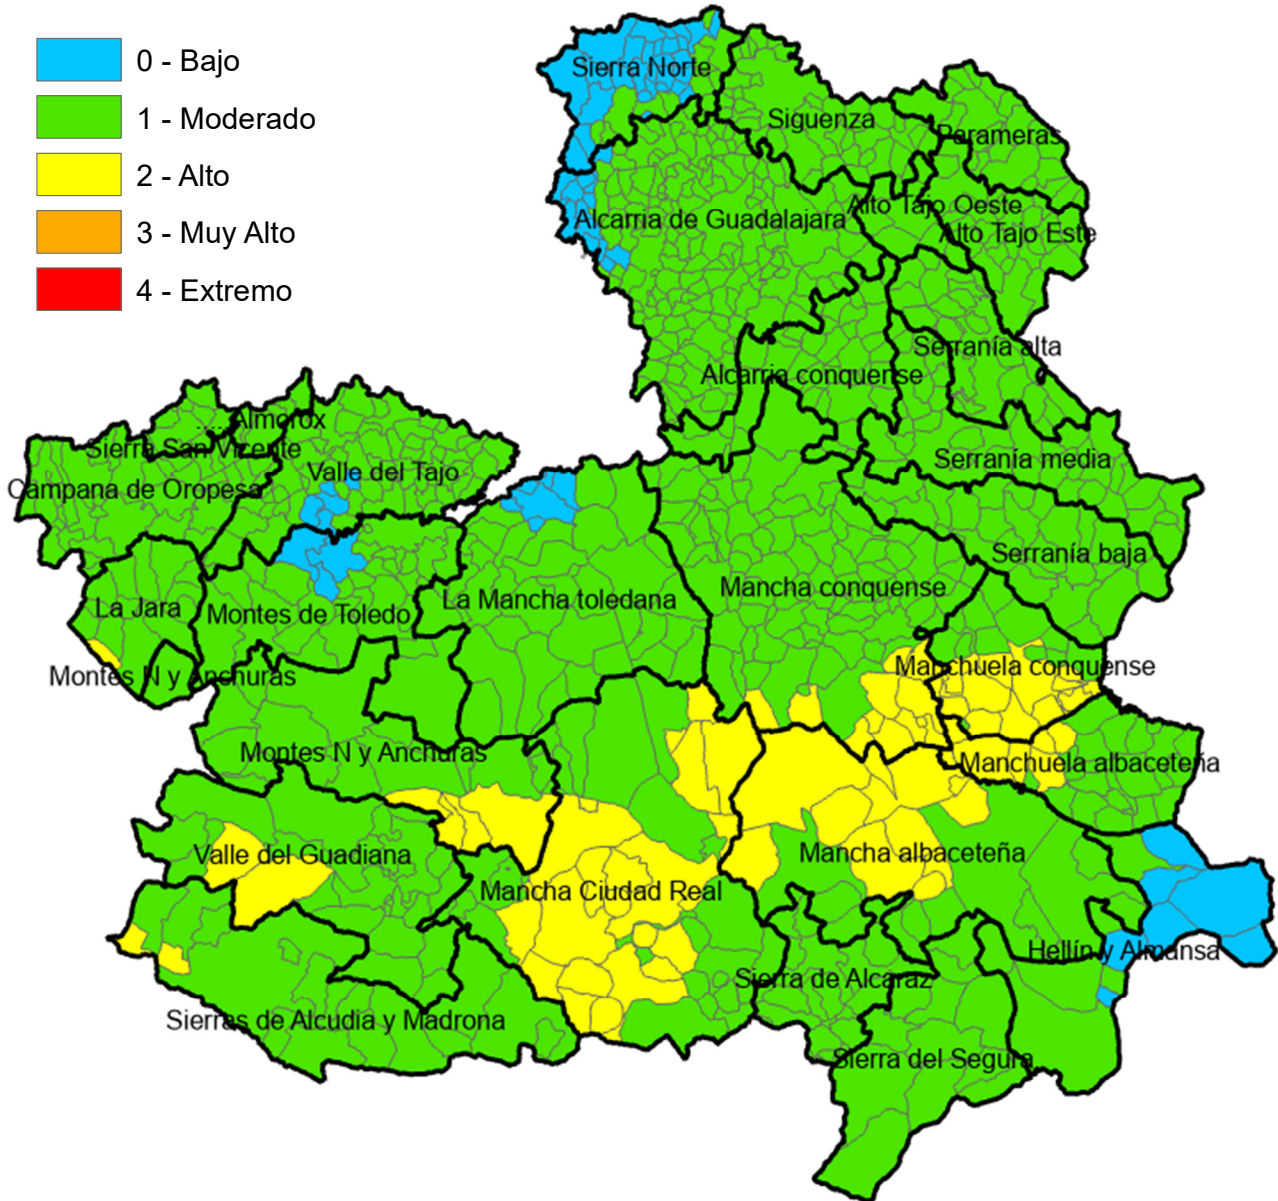 0 - Bajo
1 - Moderado
2 - Alto
3 - Muy Alto
4 - Extremo
Sierra Norte
Siguenza
Parameras
Alcarria de Guadalajara
Alto Tajo Oeste
Alto Tajo Este
Serranía alta
Alcarria conquense
.....Almorox
Sierra San Vicente
Valle del Tajo
Campana de Oropesa
Serranía media
Serranía baja
Mancha conquense
La Mancha toledana
La Jara
Montes de Toledo
Manchuela conquense
Montes N y Anchuras
Montes N y Anchuras
Manchuela albaceteña
Valle del Guadiana
Mancha albaceteña
Mancha Ciudad Real
Hellín y Almansa
Sierra de Alcaraz
Sierras de Alcudia y Madrona
Sierra del Segura